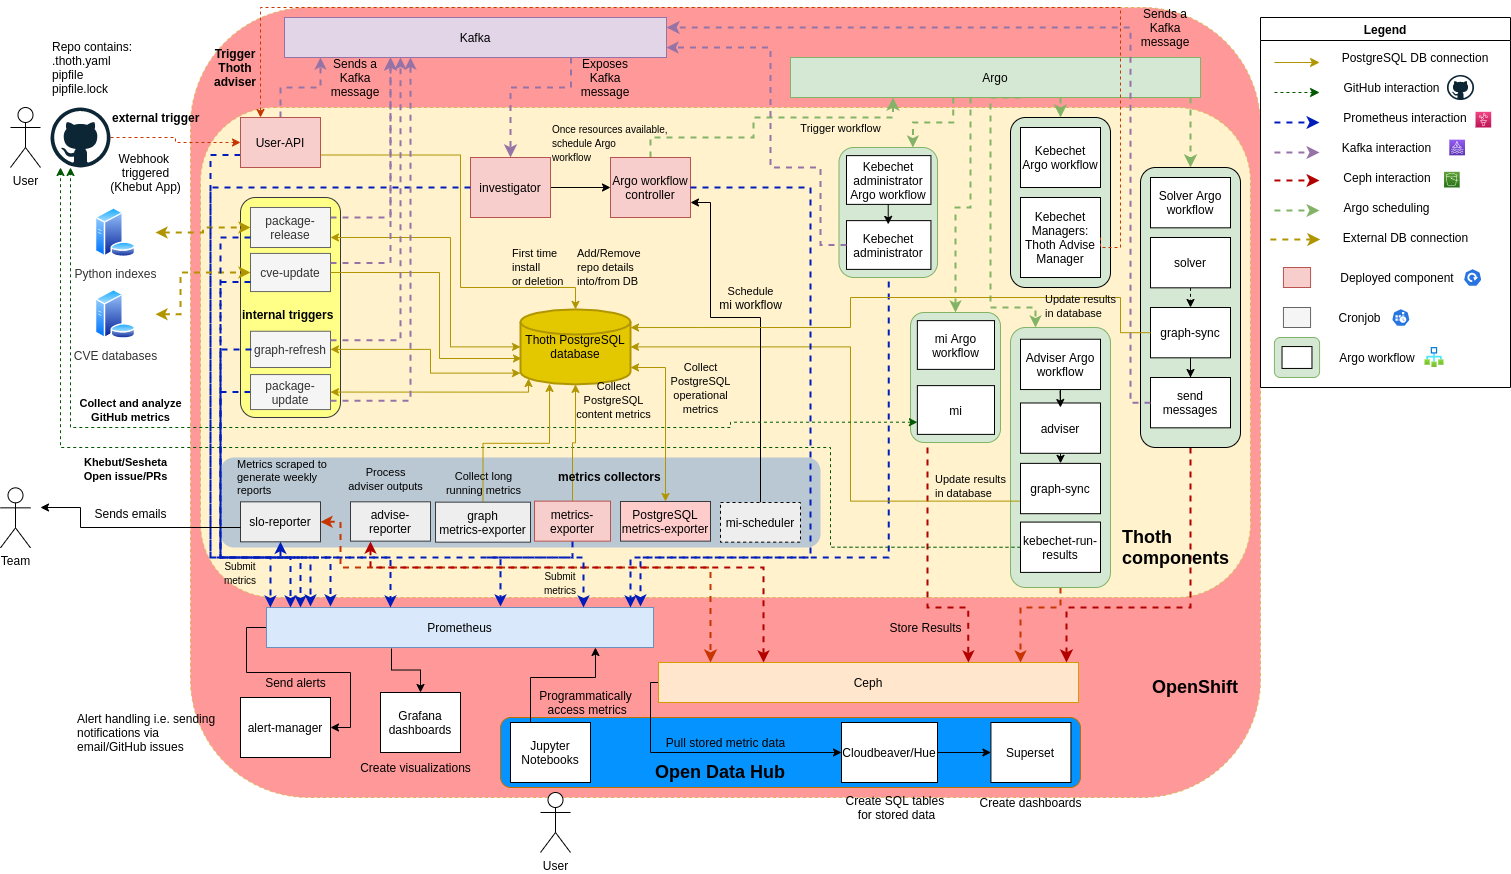 Repo contains:
.thoth.yaml
pipfile
pipfile.lock
User
external trigger
Webhook
triggered
(Khebut App)
Python indexes
CVE databases
Collect and analyze
GitHub metrics
Khebut/Sesheta
Open issue/PRs
Sends emails
Team
Trigger
Thoth
adviser
Kafka
Sends a
Kafka
message
Exposes
Kafka
message
Sends a
Kafka
message
Argo
User-API
Once resources available,
schedule Argo
workflow
Trigger workflow
investigator
Argo workflow
controller
Kebechet
administrator
Argo workflow
Kebechet
administrator
Kebechet
Argo workflow
Kebechet
Managers:
Thoth Advise
Manager
Solver Argo
workflow
solver
graph-sync
send
messages
package-
release
cve-update
internal triggers
graph-refresh
package-
update
First time
install
or deletion
Add/Remove
repo details
into/from DB
Schedule
mi workflow
Thoth PostgreSQL
database
Collect
PostgreSQL
content metrics
Collect
PostgreSQL
operational
metrics
Update results
in database
mi Argo
workflow
mi
Adviser Argo
workflow
adviser
graph-sync
kebechet-run-
results
Update results
in database
Metrics scraped to
generate weekly
reports
Process
adviser outputs
Collect long
running metrics
metrics collectors
slo-reporter
advise-
reporter
graph
metrics-exporter
metrics-
exporter
PostgreSQL
metrics-exporter
mi-scheduler
Thoth
components
Submit
metrics
Submit
metrics
Prometheus
Store Results
Ceph
OpenShift
Send alerts
alert-manager
Alert handling i.e. sending
notifications via
email/GitHub issues
Grafana
dashboards
Create visualizations
Programmatically
access metrics
Jupyter
Notebooks
Pull stored metric data
Open Data Hub
Cloudbeaver/Hue
Superset
Create SQL tables
for stored data
Create dashboards
User
Legend
PostgreSQL DB connection
GitHub interaction
Prometheus interaction
Kafka interaction
Ceph interaction
Argo scheduling
External DB connection
Deployed component
Cronjob
Argo workflow